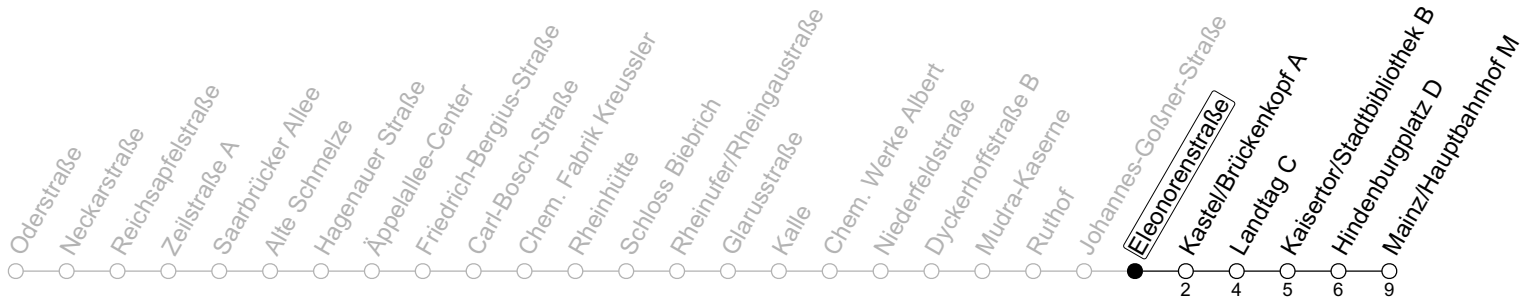 Oderstraße
Neckarstraße
Reichsapfelstraße
Zeilstraße A
Saarbrücker Allee
Alte Schmelze
Hagenauer Straße
Äppelallee-Center
Friedrich-Bergius-Straße
Carl-Bosch-Straße
Chem. Fabrik Kreussler
Rheinhütte
Schloss Biebrich
Rheinufer/Rheingaustraße
Glarusstraße
Kalle
Chem. Werke Albert
Niederfeldstraße
Dyckerhoffstraße B
Mudra-Kaserne
Ruthof
Johannes-Goßner-Straße
Eleonorenstraße
Kastel/Brückenkopf A
Landtag C
Kaisertor/Stadtbibliothek B
Hindenburgplatz D
Mainz/Hauptbahnhof M
2 4 5 6 9